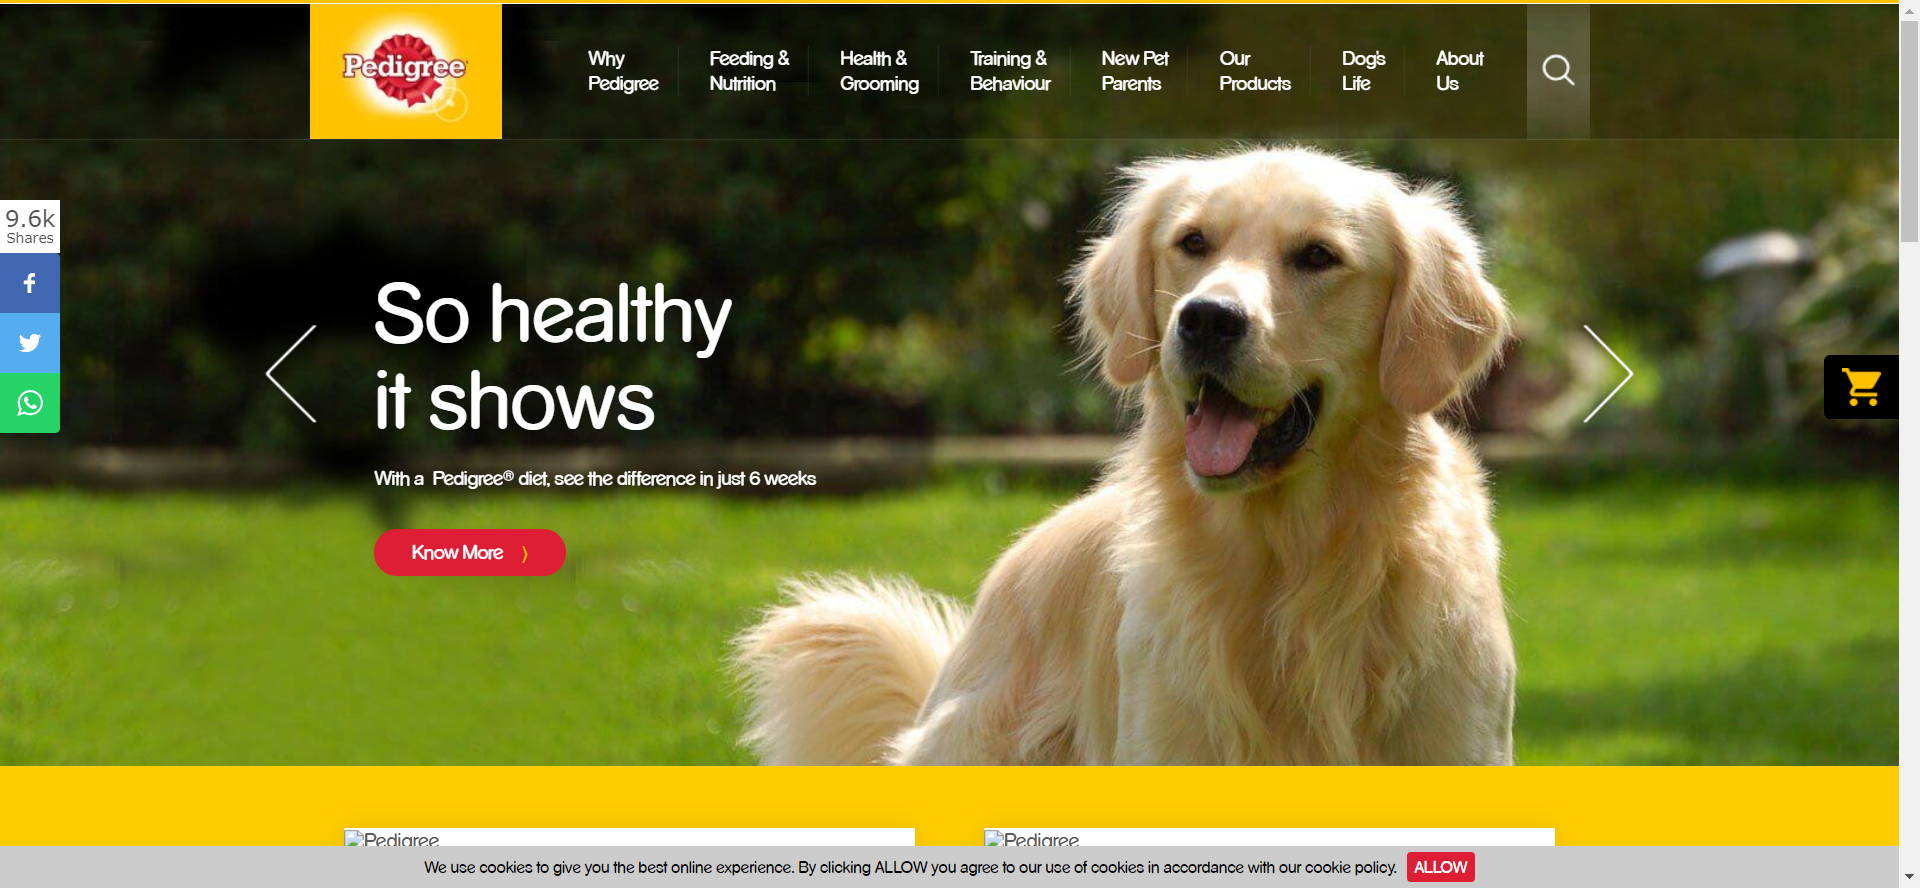 Pedigree
Why
Pedigree
Feeding &
Nutrition
Health &
Grooming
Training &
Behaviour
New Pet
Parents
Our
Products
Dog's
Life
About
Us
9.6k
Shares
So healthy
it shows
With a Pedigree® diet, see the difference in just 6 weeks
Know More
Pedigree
Pedigree
We use cookies to give you the best online experience. By clicking ALLOW you agree to our use of cookies in accordance with our cookie policy.
ALLOW